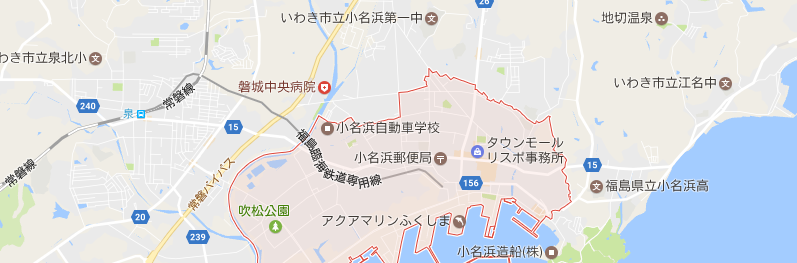 いわき市立小名浜第一中
26
地切温泉
いわき市立泉北小
磐城中央病院
いわき市立江名中
常磐線
240
泉
15
小名浜自動車学校
タウンモール
リスポ事務所
小名浜郵便局
福島臨海鉄道専用線
15
常磐線
156
福島県立小名浜高
常磐バイパス
吹松公園
20
アクアマリンふくしま
239
小名浜造船(株)